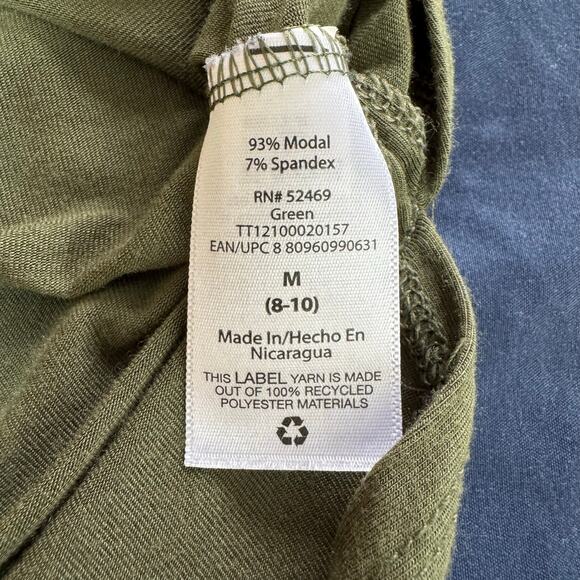 93% Modal
7% Spandex
RN# 52469
Green
TT12100020157
EAN/UPC 8 80960990631
M
(8-10)
Made In/Hecho En
Nicaragua
THIS LABEL YARN IS MADE
OUT OF 100% RECYCLED
POLYESTER MATERIALS